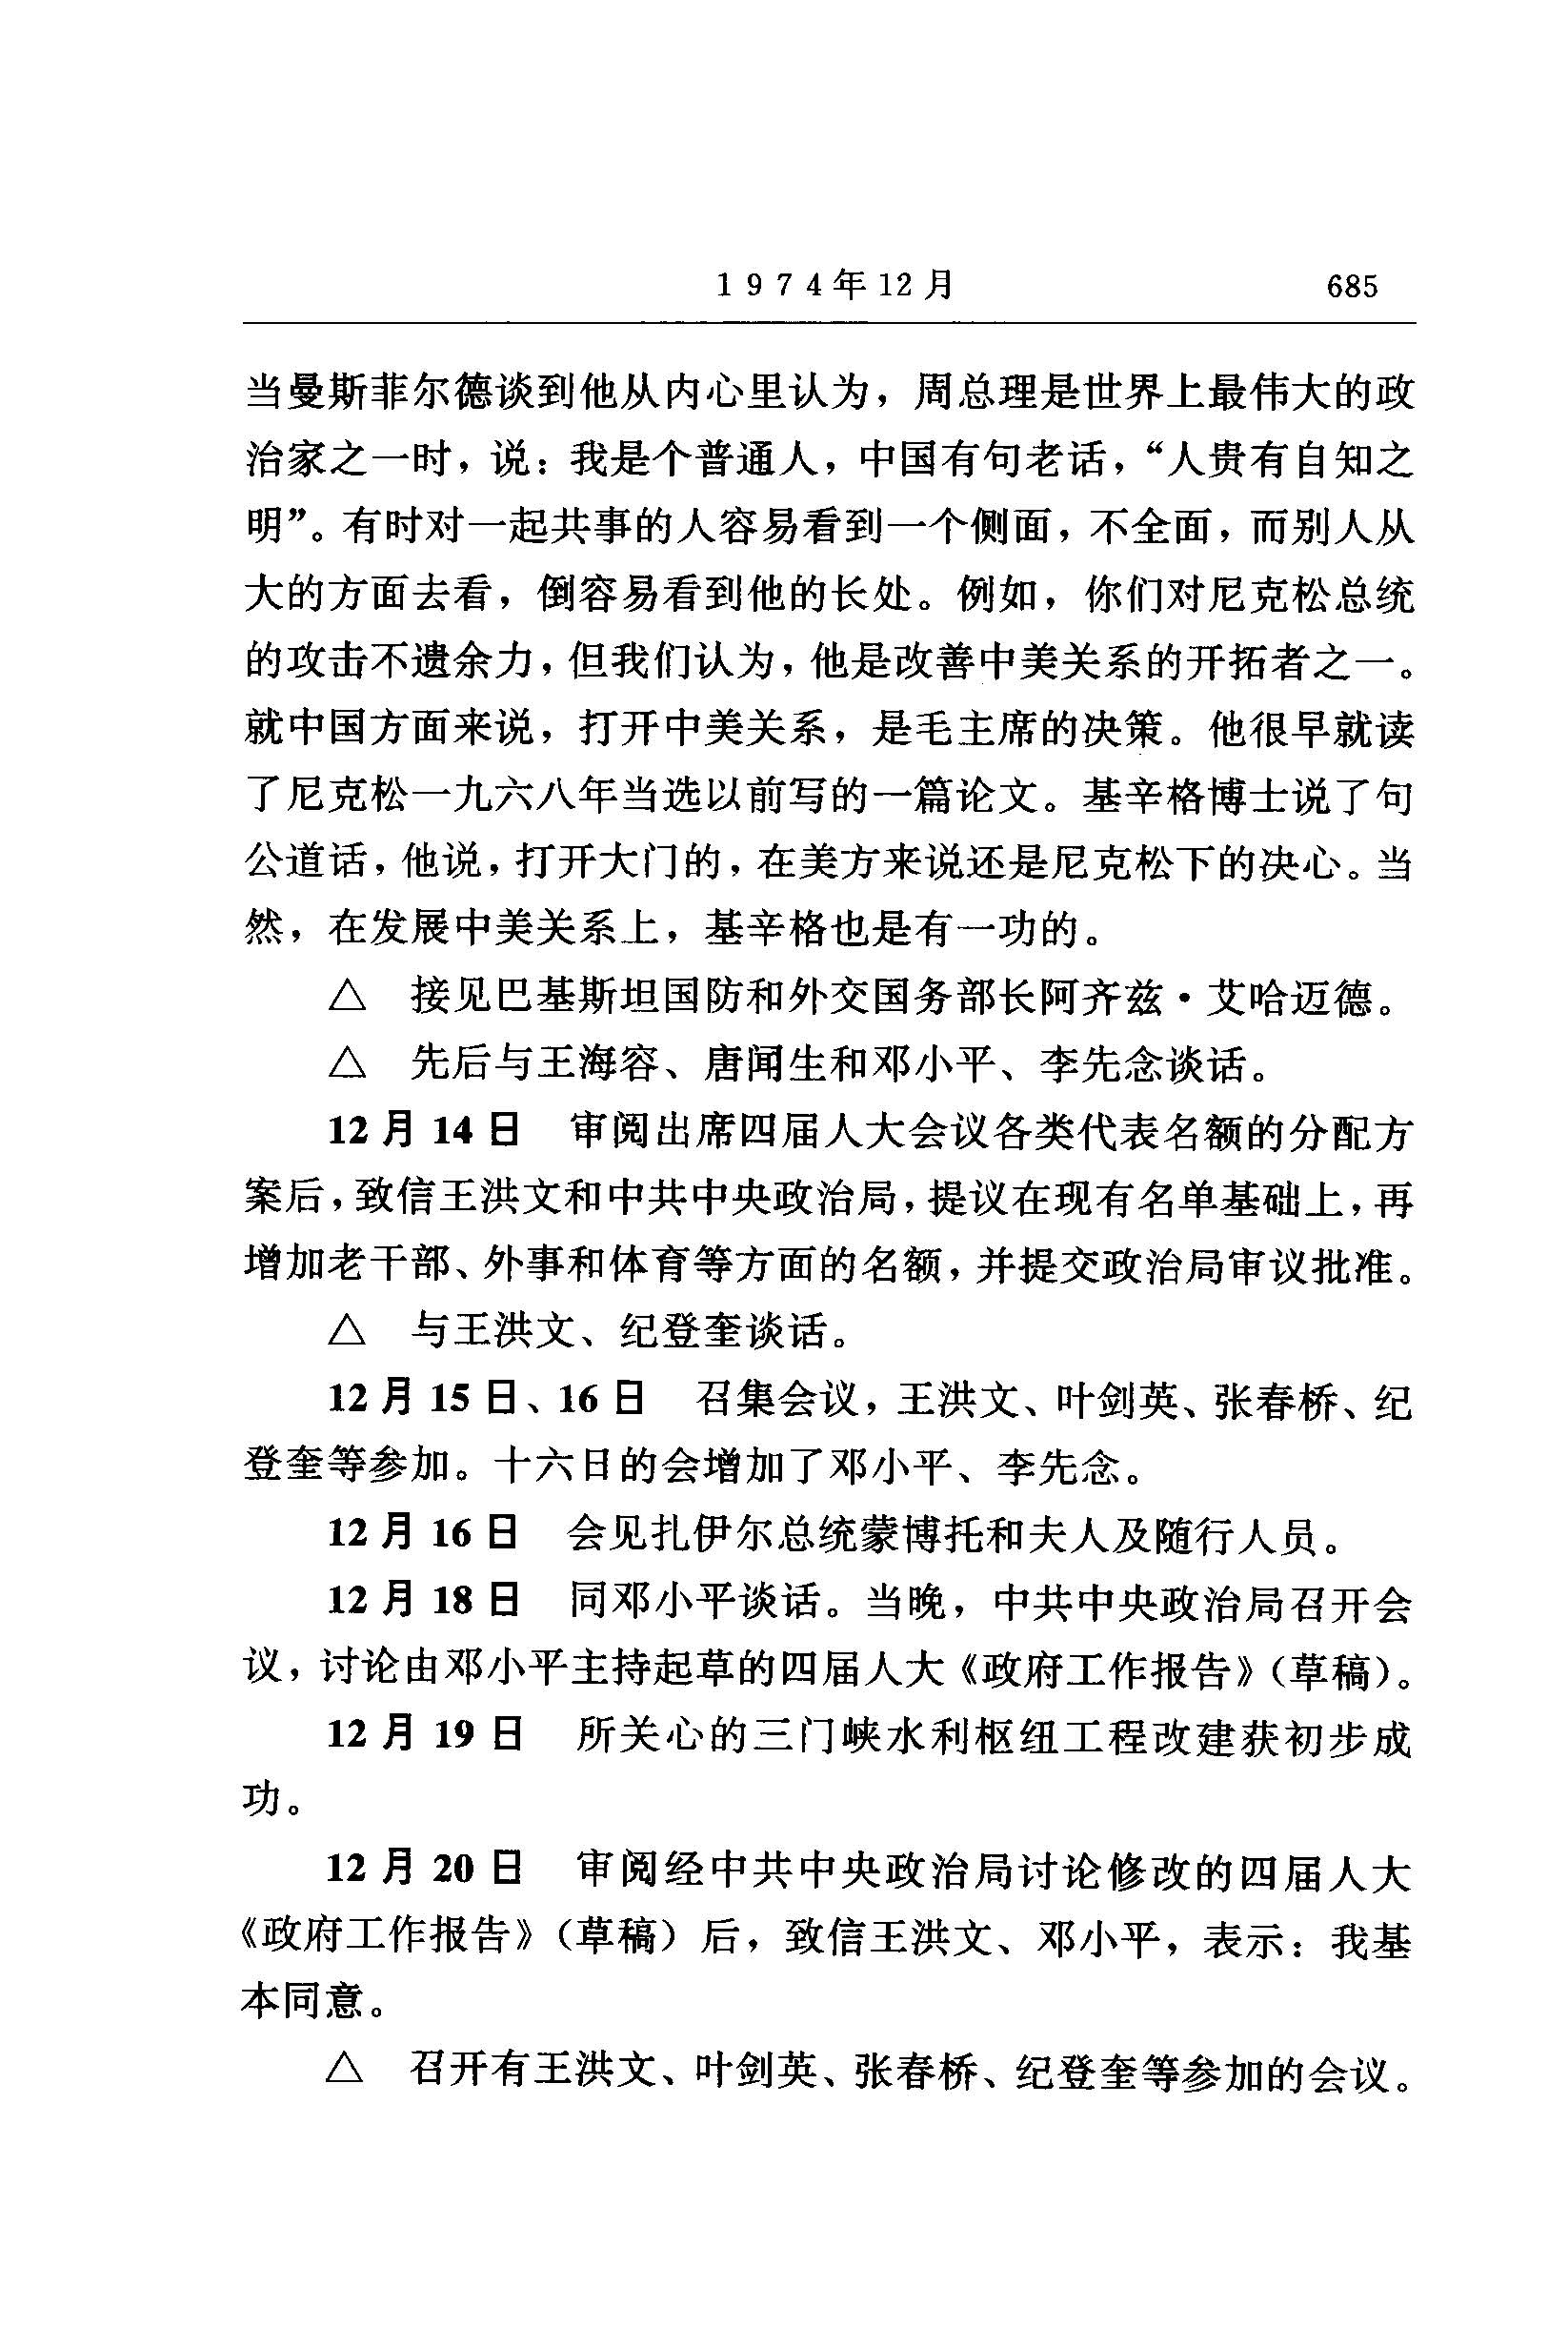 1974年12月 685
当曼斯菲尔德谈到他从内心里认为，周总理是世界上最伟大的政
治家之一时，说：我是个普通人，中国有句老话，“人贵有自知之
明”。有时对一起共事的人容易看到一个侧面，不全面，而别人从
大的方面去看，倒容易看到他的长处。例如，你们对尼克松总统
的攻击不遗余力，但我们认为，他是改善中美关系的开拓者之一。
就中国方面来说，打开中美关系，是毛主席的决策。他很早就读
了尼克松一九六八年当选以前写的一篇论文。基辛格博士说了句
公道话，他说，打开大门的，在美方来说还是尼克松下的决心。当
然，在发展中美关系上，基辛格也是有一功的。
△ 接见巴基斯坦国防和外交国务部长阿齐兹·艾哈迈德。
△ 先后与王海容、唐闻生和邓小平、李先念谈话。
12月14日 审阅出席四届人大会议各类代表名额的分配方
案后，致信王洪文和中共中央政治局，提议在现有名单基础上，再
增加老干部、外事和体育等方面的名额，并提交政治局审议批准。
△ 与王洪文、纪登奎谈话。
12月15日、16日 召集会议，王洪文、叶剑英、张春桥、纪
登奎等参加。十六日的会增加了邓小平、李先念。
12月16日 会见扎伊尔总统蒙博托和夫人及随行人员。
12月18日 同邓小平谈话。当晚，中共中央政治局召开会
议，讨论由邓小平主持起草的四届人大《政府工作报告》（草稿）。
12月19日 所关心的三门峡水利枢纽工程改建获初步成
功。
12月20日 审阅经中共中央政治局讨论修改的四届人大
《政府工作报告》（草稿）后，致信王洪文、邓小平，表示：我基
本同意。
△ 召开有王洪文、叶剑英、张春桥、纪登奎等参加的会议。